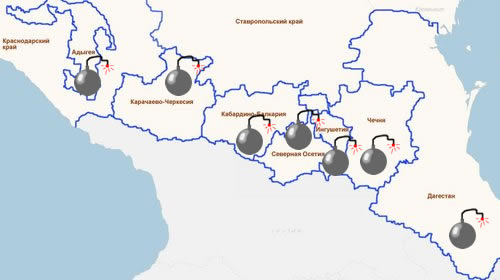 Ставропольский край
Краснодарский
край
Адыгея
Карачаево-Черкесия
Кабардино-Балкария
Чечня
Ингушетия
Северная Осетия
Дагестан